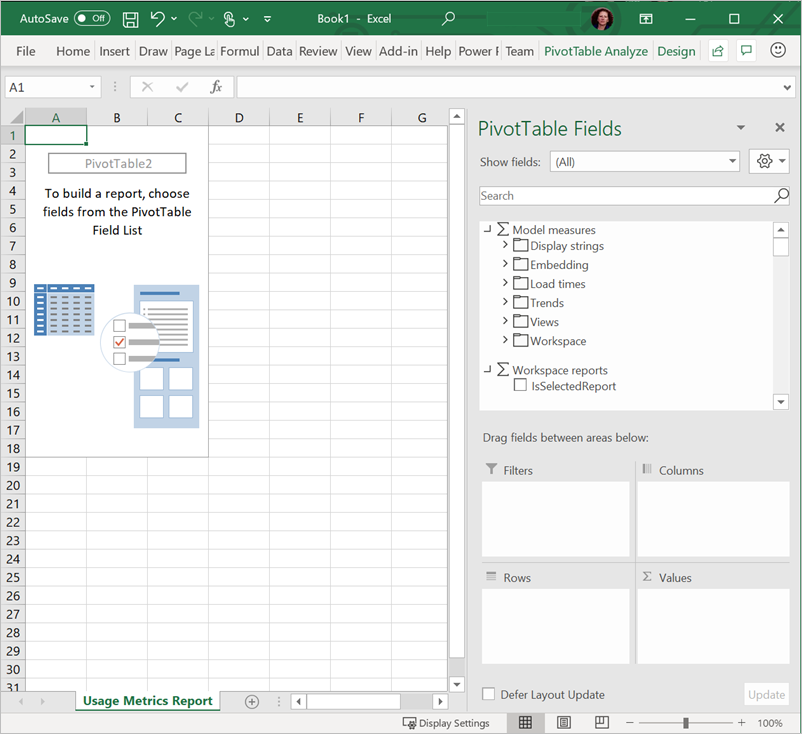 AutoSave Off Book1 - Excel
File Home Insert Draw Page La Formul Data Review View Add-in Help Power F Team PivotTable Analyze Design
A1 fx
A B C D E F G
1
2
3
4
5
6
7
8
9
10
11
12
13
14
15
16
17
18
19
20
21
22
23
24
25
26
27
28
29
30
31
PivotTable2
To build a report, choose
fields from the PivotTable
Field List
PivotTable Fields
Show fields: (All)
Search
Σ Model measures
Display strings
Embedding
Load times
Trends
Views
Workspace
Σ Workspace reports
IsSelectedReport
Drag fields between areas below:
Filters Columns
Rows Σ Values
Defer Layout Update Update
Usage Metrics Report
Display Settings 100%